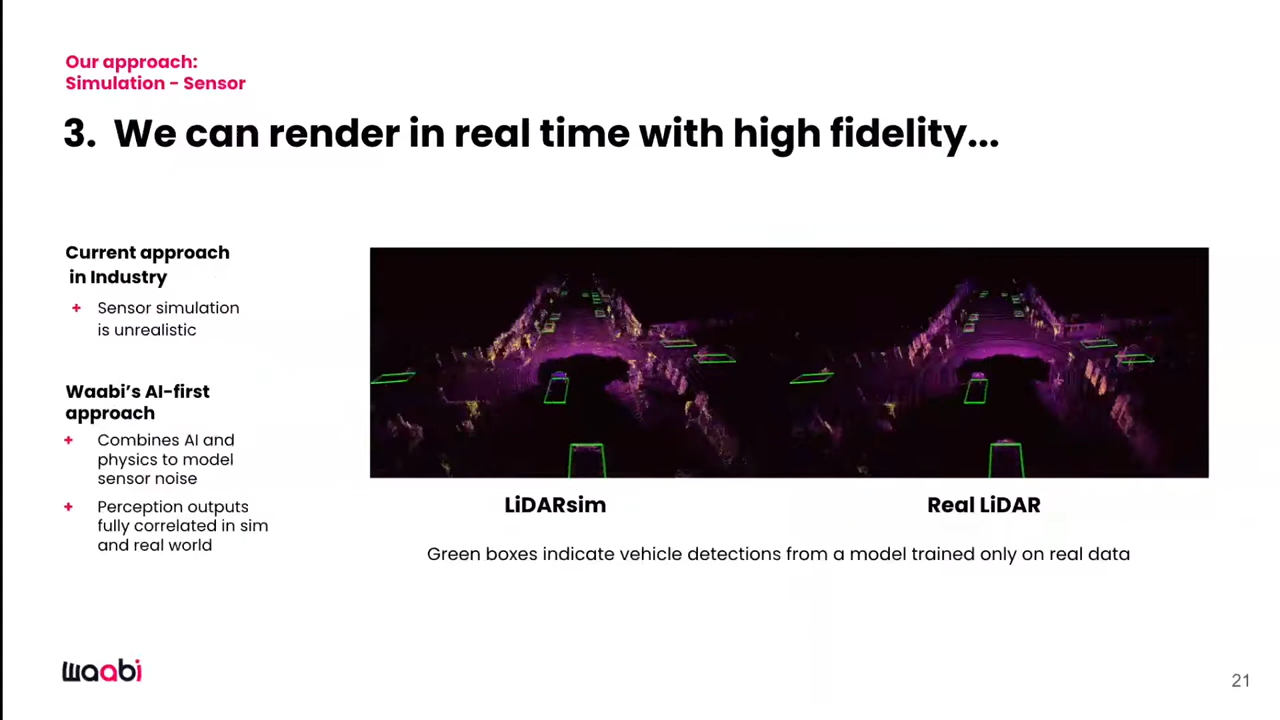 Our approach:
Simulation - Sensor
3. We can render in real time with high fidelity...
Current approach
in Industry
+ Sensor simulation
is unrealistic
Waabi’s AI-first
approach
+ Combines AI and
physics to model
sensor noise
+ Perception outputs
fully correlated in sim
and real world
LiDARsim
Real LiDAR
Green boxes indicate vehicle detections from a model trained only on real data
waabi
21